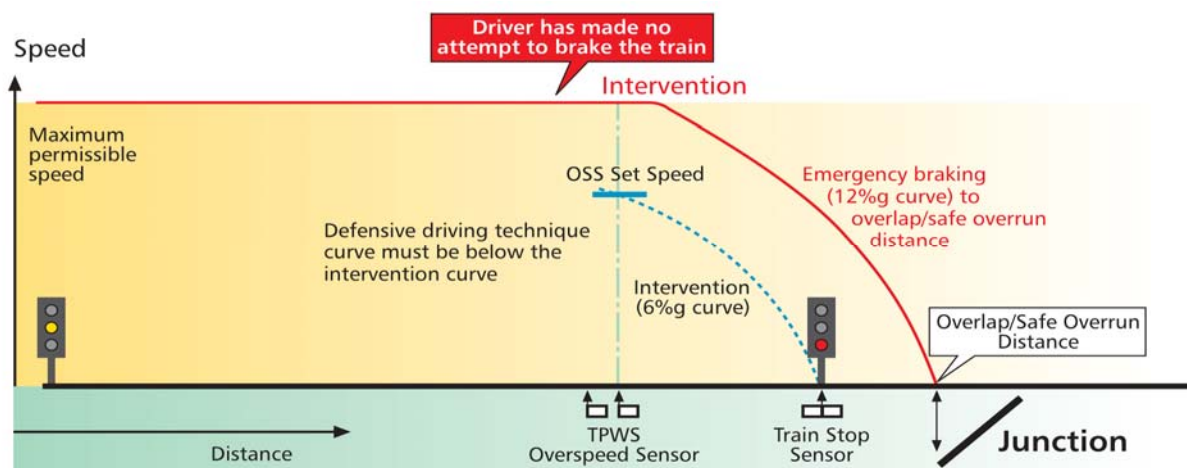 Driver has made no
attempt to brake the train
Speed
Intervention
Maximum
permissible
speed
OSS Set Speed
Emergency braking
(12%g curve) to
overlap/safe overrun
distance
Defensive driving technique
curve must be below the
intervention curve
Intervention
(6%g curve)
Overlap/Safe Overrun
Distance
Distance
TPWS
Overspeed Sensor
Train Stop
Sensor
Junction